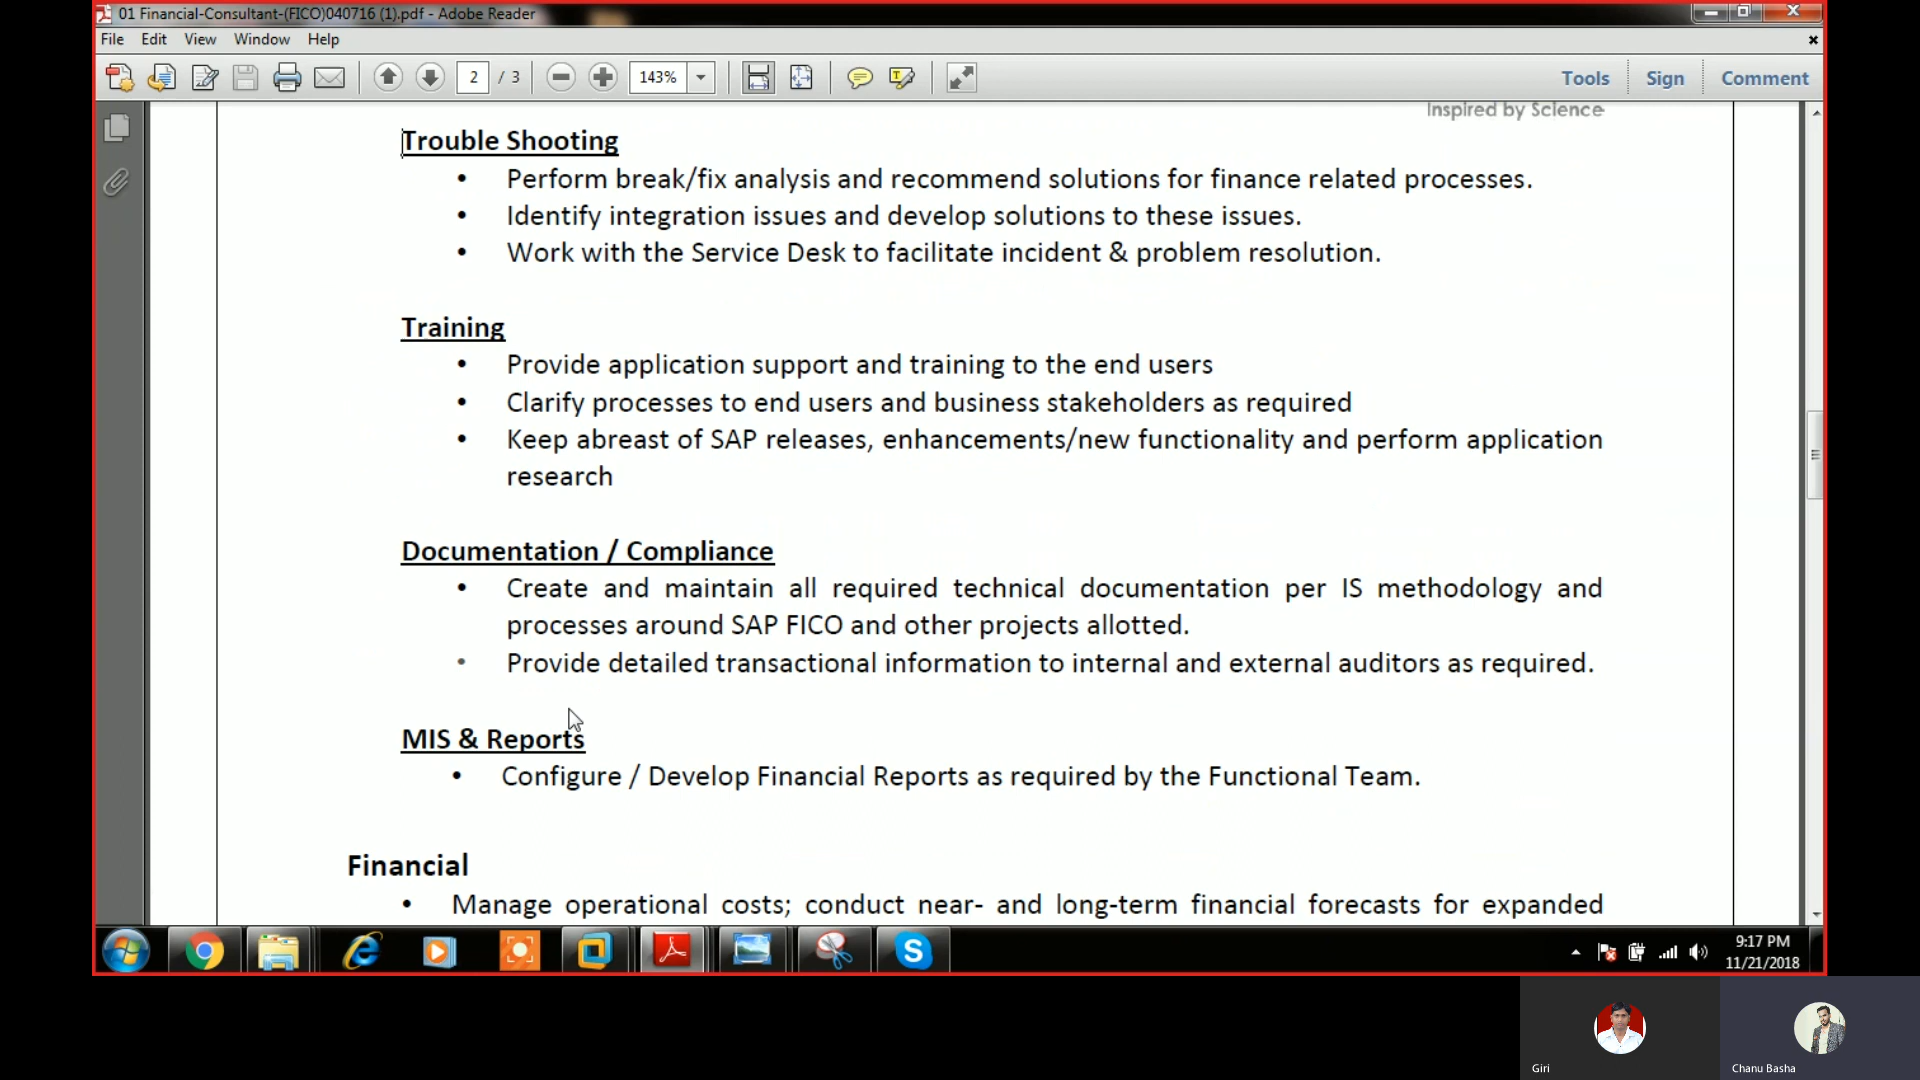 01 Financial-Consultant-(FICO)040716 (1).pdf - Adobe Reader
File Edit View Window Help
2 / 3 143% Tools Sign Comment
Inspired by Science
Trouble Shooting
• Perform break/fix analysis and recommend solutions for finance related processes.
• Identify integration issues and develop solutions to these issues.
• Work with the Service Desk to facilitate incident & problem resolution.
Training
• Provide application support and training to the end users
• Clarify processes to end users and business stakeholders as required
• Keep abreast of SAP releases, enhancements/new functionality and perform application
research
Documentation / Compliance
• Create and maintain all required technical documentation per IS methodology and
processes around SAP FICO and other projects allotted.
• Provide detailed transactional information to internal and external auditors as required.
MIS & Reports
• Configure / Develop Financial Reports as required by the Functional Team.
Financial
• Manage operational costs; conduct near- and long-term financial forecasts for expanded
9:17 PM
11/21/2018
Giri
Chanu Basha